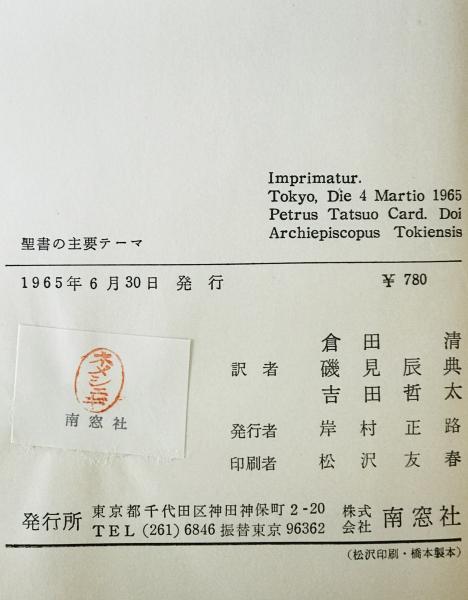 Imprimatur.
Tokyo, Die 4 Martio 1965
Petrus Tatsuo Card. Doi
Archiepiscopus Tokiensis
聖書の主要テーマ
1965年6月30日 発行 ¥780
訳者
倉田清
磯見辰典
吉田哲太
南窓社
発行者 岸村正路
印刷者 松沢友春
発行所 東京都千代田区神田神保町2-20 株式会社 南窓社
TEL (261) 6846 振替東京 96362
(松沢印刷・橋本製本)